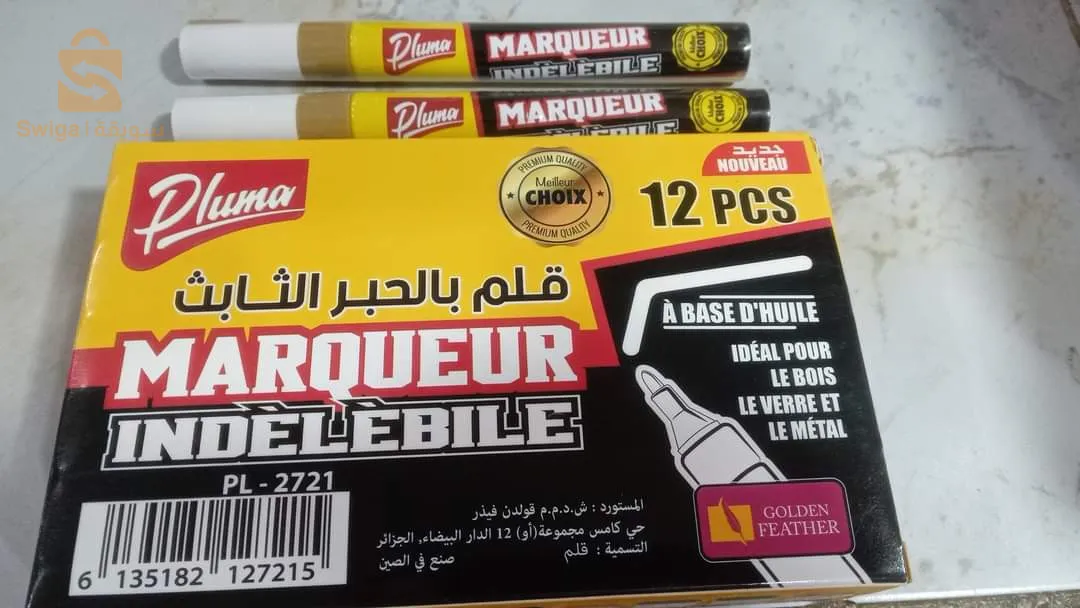 Pluma
MARQUEUR
INDÈLÈBILE
Meilleur
CHOIX
Pluma
MARQUEUR
Meilleur
CHOIX
Swiga سويقة
Pluma
PREMIUM QUALITY
Meilleur
CHOIX
PREMIUM QUALITY
جديد
NOUVEAU
12 PCS
قلم بالحبر الثابث
MARQUEUR
INDÈLÈBILE
À BASE D'HUILE
IDÉAL POUR
LE BOIS
LE VERRE ET
LE MÉTAL
PL - 2721
6 135182 127215
المستورد : ش.د.م.م قولدن فيذر
حي كامس مجموعة(أو) 12 الدار البيضاء, الجزائر
التسمية : قلم
صنع في الصين
GOLDEN
FEATHER